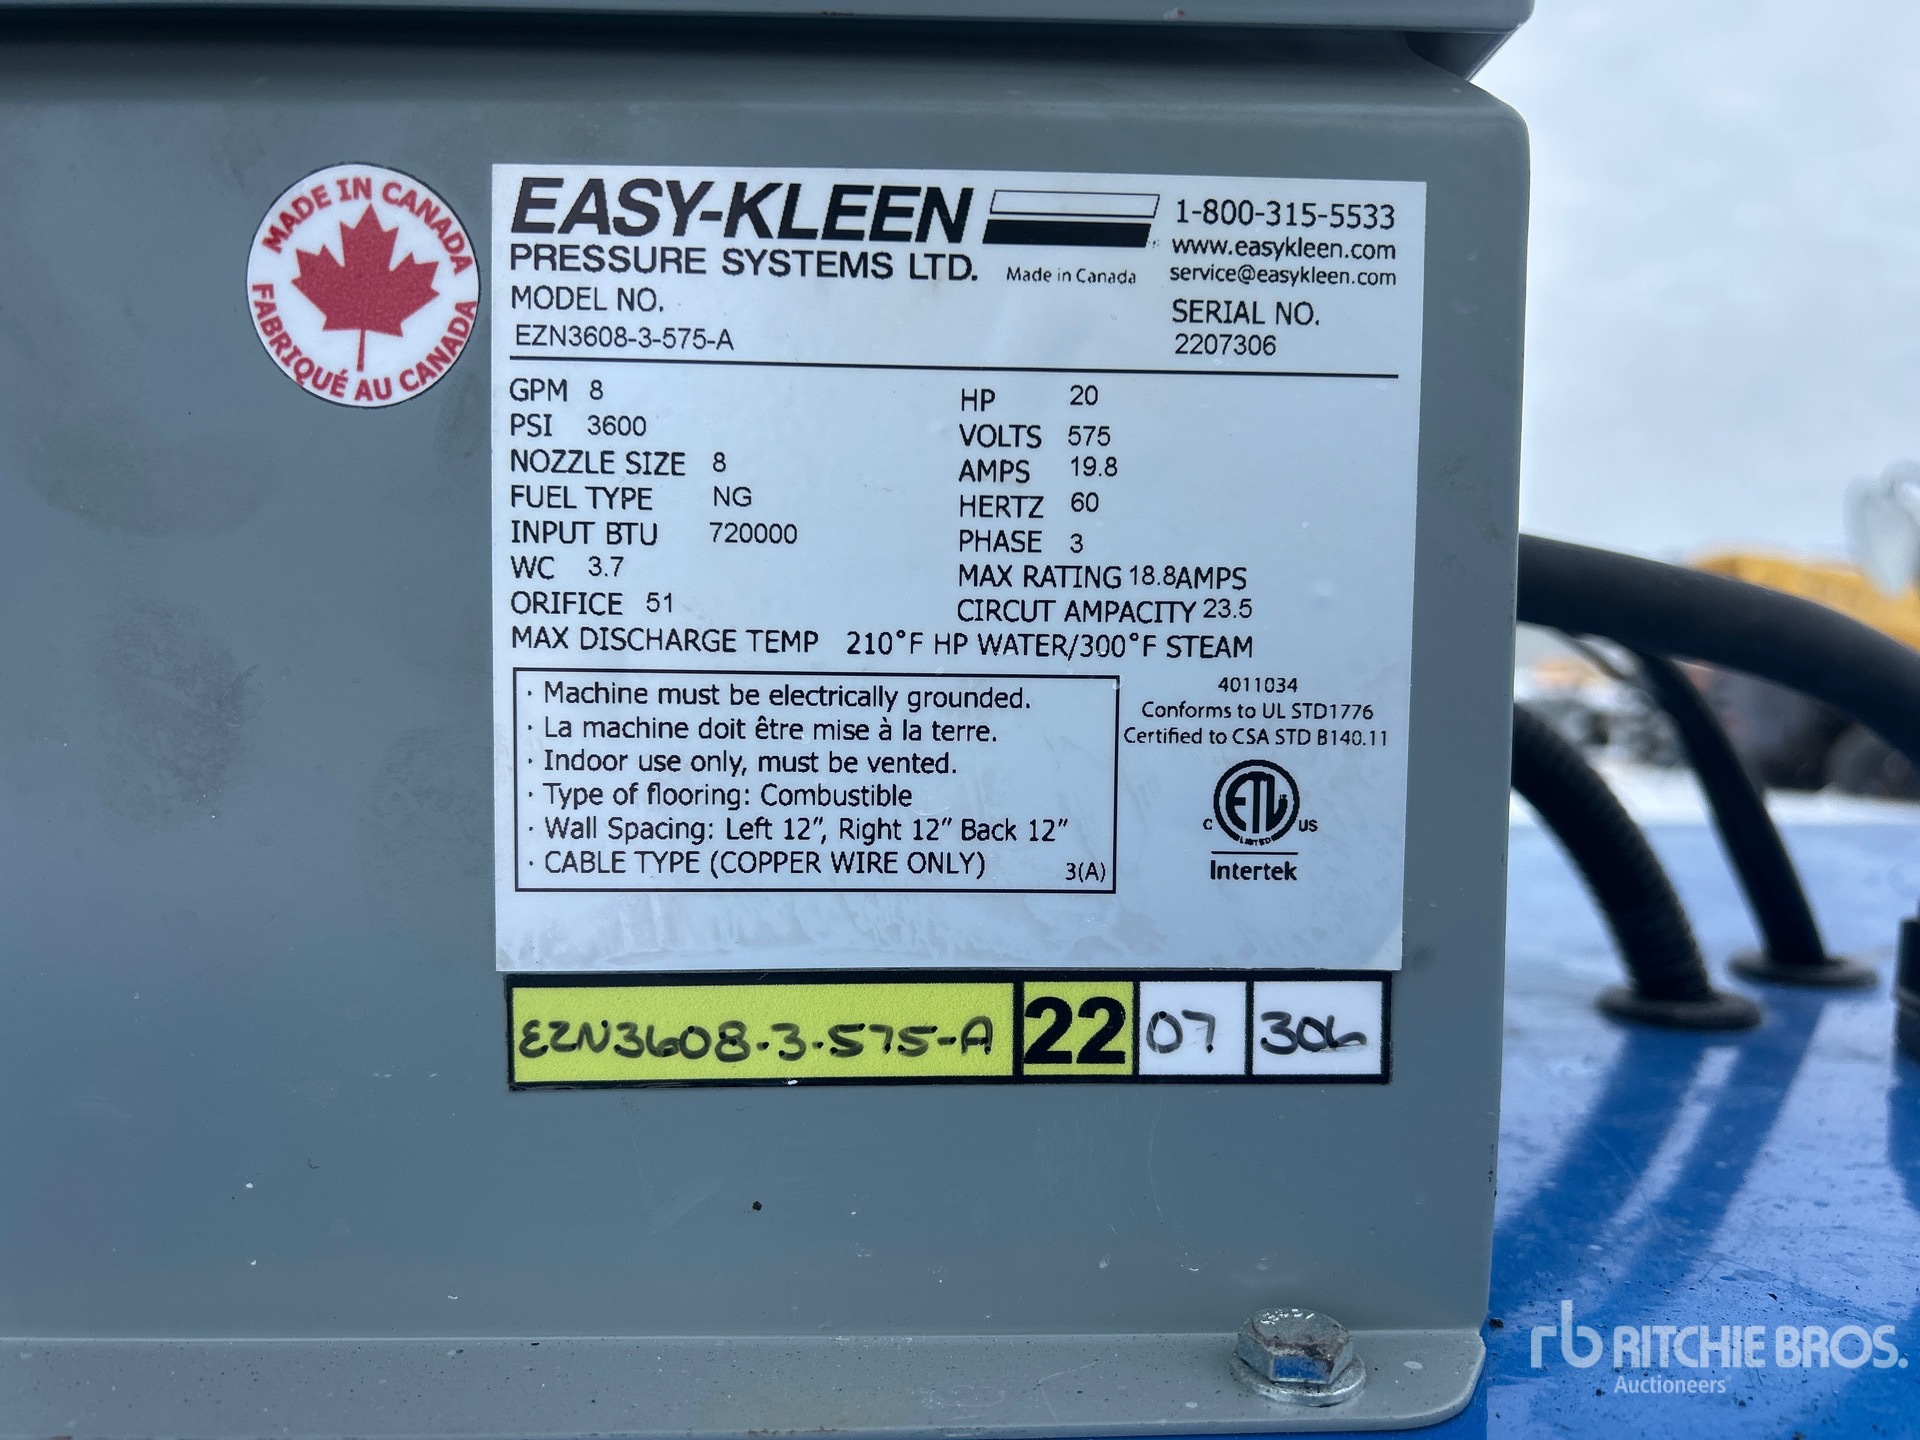 MADE IN CANADA
FABRIQUÉ AU CANADA
EASY-KLEEN
PRESSURE SYSTEMS LTD.
Made in Canada
1-800-315-5533
www.easykleen.com
service@easykleen.com
MODEL NO.
EZN3608-3-575-A
SERIAL NO.
2207306
GPM 8
PSI 3600
NOZZLE SIZE 8
FUEL TYPE NG
INPUT BTU 720000
WC 3.7
ORIFICE 51
HP 20
VOLTS 575
AMPS 19.8
HERTZ 60
PHASE 3
MAX RATING 18.8AMPS
CIRCUT AMPACITY 23.5
MAX DISCHARGE TEMP 210°F HP WATER/300°F STEAM
· Machine must be electrically grounded.
· La machine doit être mise à la terre.
· Indoor use only, must be vented.
· Type of flooring: Combustible
· Wall Spacing: Left 12", Right 12" Back 12"
· CABLE TYPE (COPPER WIRE ONLY) 3(A)
4011034
Conforms to UL STD1776
Certified to CSA STD B140.11
C ETL US
LISTED
Intertek
EZN3608-3-575-A 22 07 306
rb RITCHIE BROS.
Auctioneers